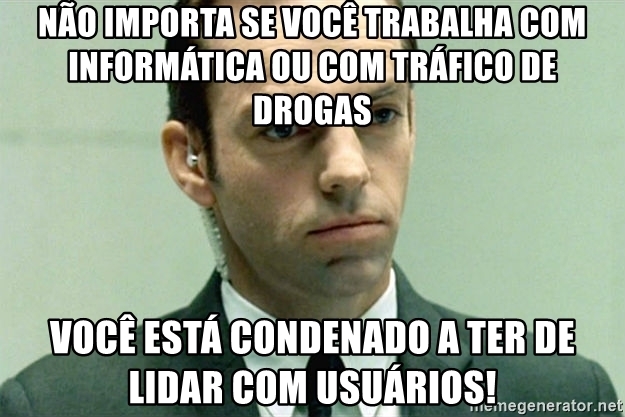 NÃO IMPORTA SE VOCÊ TRABALHA COM
INFORMÁTICA OU COM TRÁFICO DE
DROGAS
VOCÊ ESTÁ CONDENADO A TER DE
LIDAR COM USUÁRIOS!
memegenerator.net